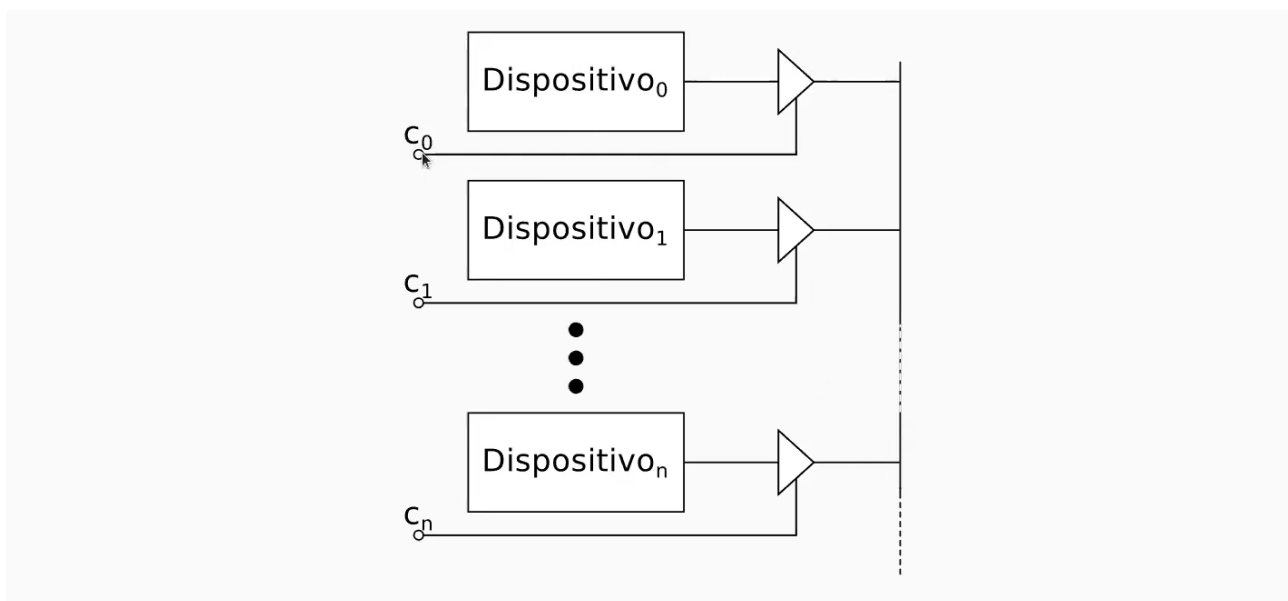 Dispositivo₀
c₀
Dispositivo₁
c₁
Dispositivoₙ
cₙ